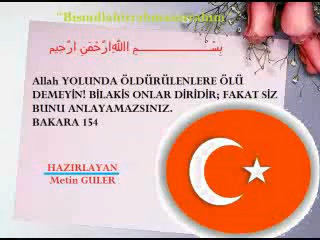 "Bismillahirrahmanirrahim
بِسْمِ اللهِ الرَّحْمَنِ الرَّحِيمِ
Allah YOLUNDA ÖLDÜRÜLENLERE ÖLÜ
DEMEYİN! BİLAKİS ONLAR DİRİDİR; FAKAT SİZ
BUNU ANLAYAMAZSINIZ.
BAKARA 154
HAZIRLAYAN
Metin GULER